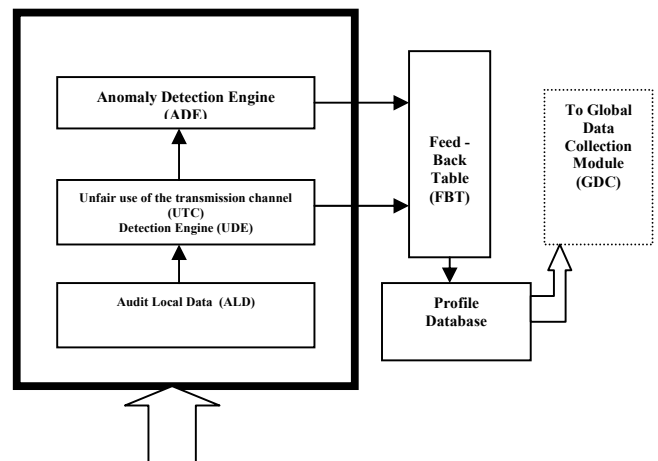 Anomaly Detection Engine
(ADE)
Unfair use of the transmission channel
(UTC)
Detection Engine (UDE)
Audit Local Data (ALD)
Feed -
Back
Table
(FBT)
Profile
Database
To Global
Data
Collection
Module
(GDC)